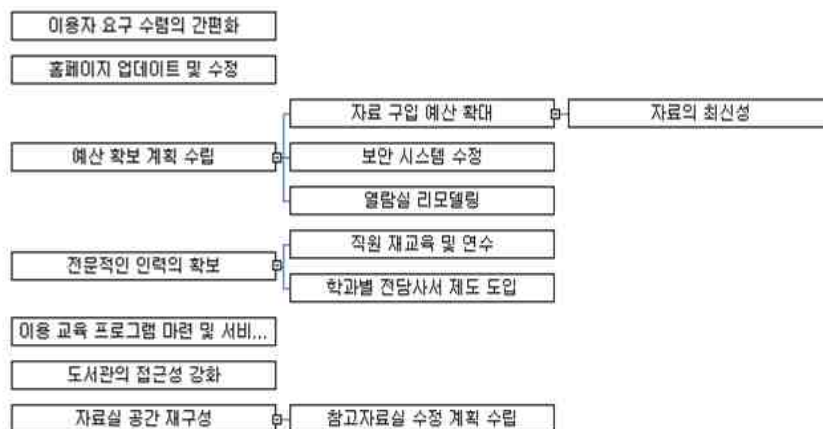 이용자 요구 수렴의 간편화
홈페이지 업데이트 및 수정
예산 확보 계획 수립
자료 구입 예산 확대
자료의 최신성
보안 시스템 수정
열람실 리모델링
전문적인 인력의 확보
직원 재교육 및 연수
학과별 전담사서 제도 도입
이용 교육 프로그램 마련 및 서비...
도서관의 접근성 강화
자료실 공간 재구성
참고자료실 수정 계획 수립